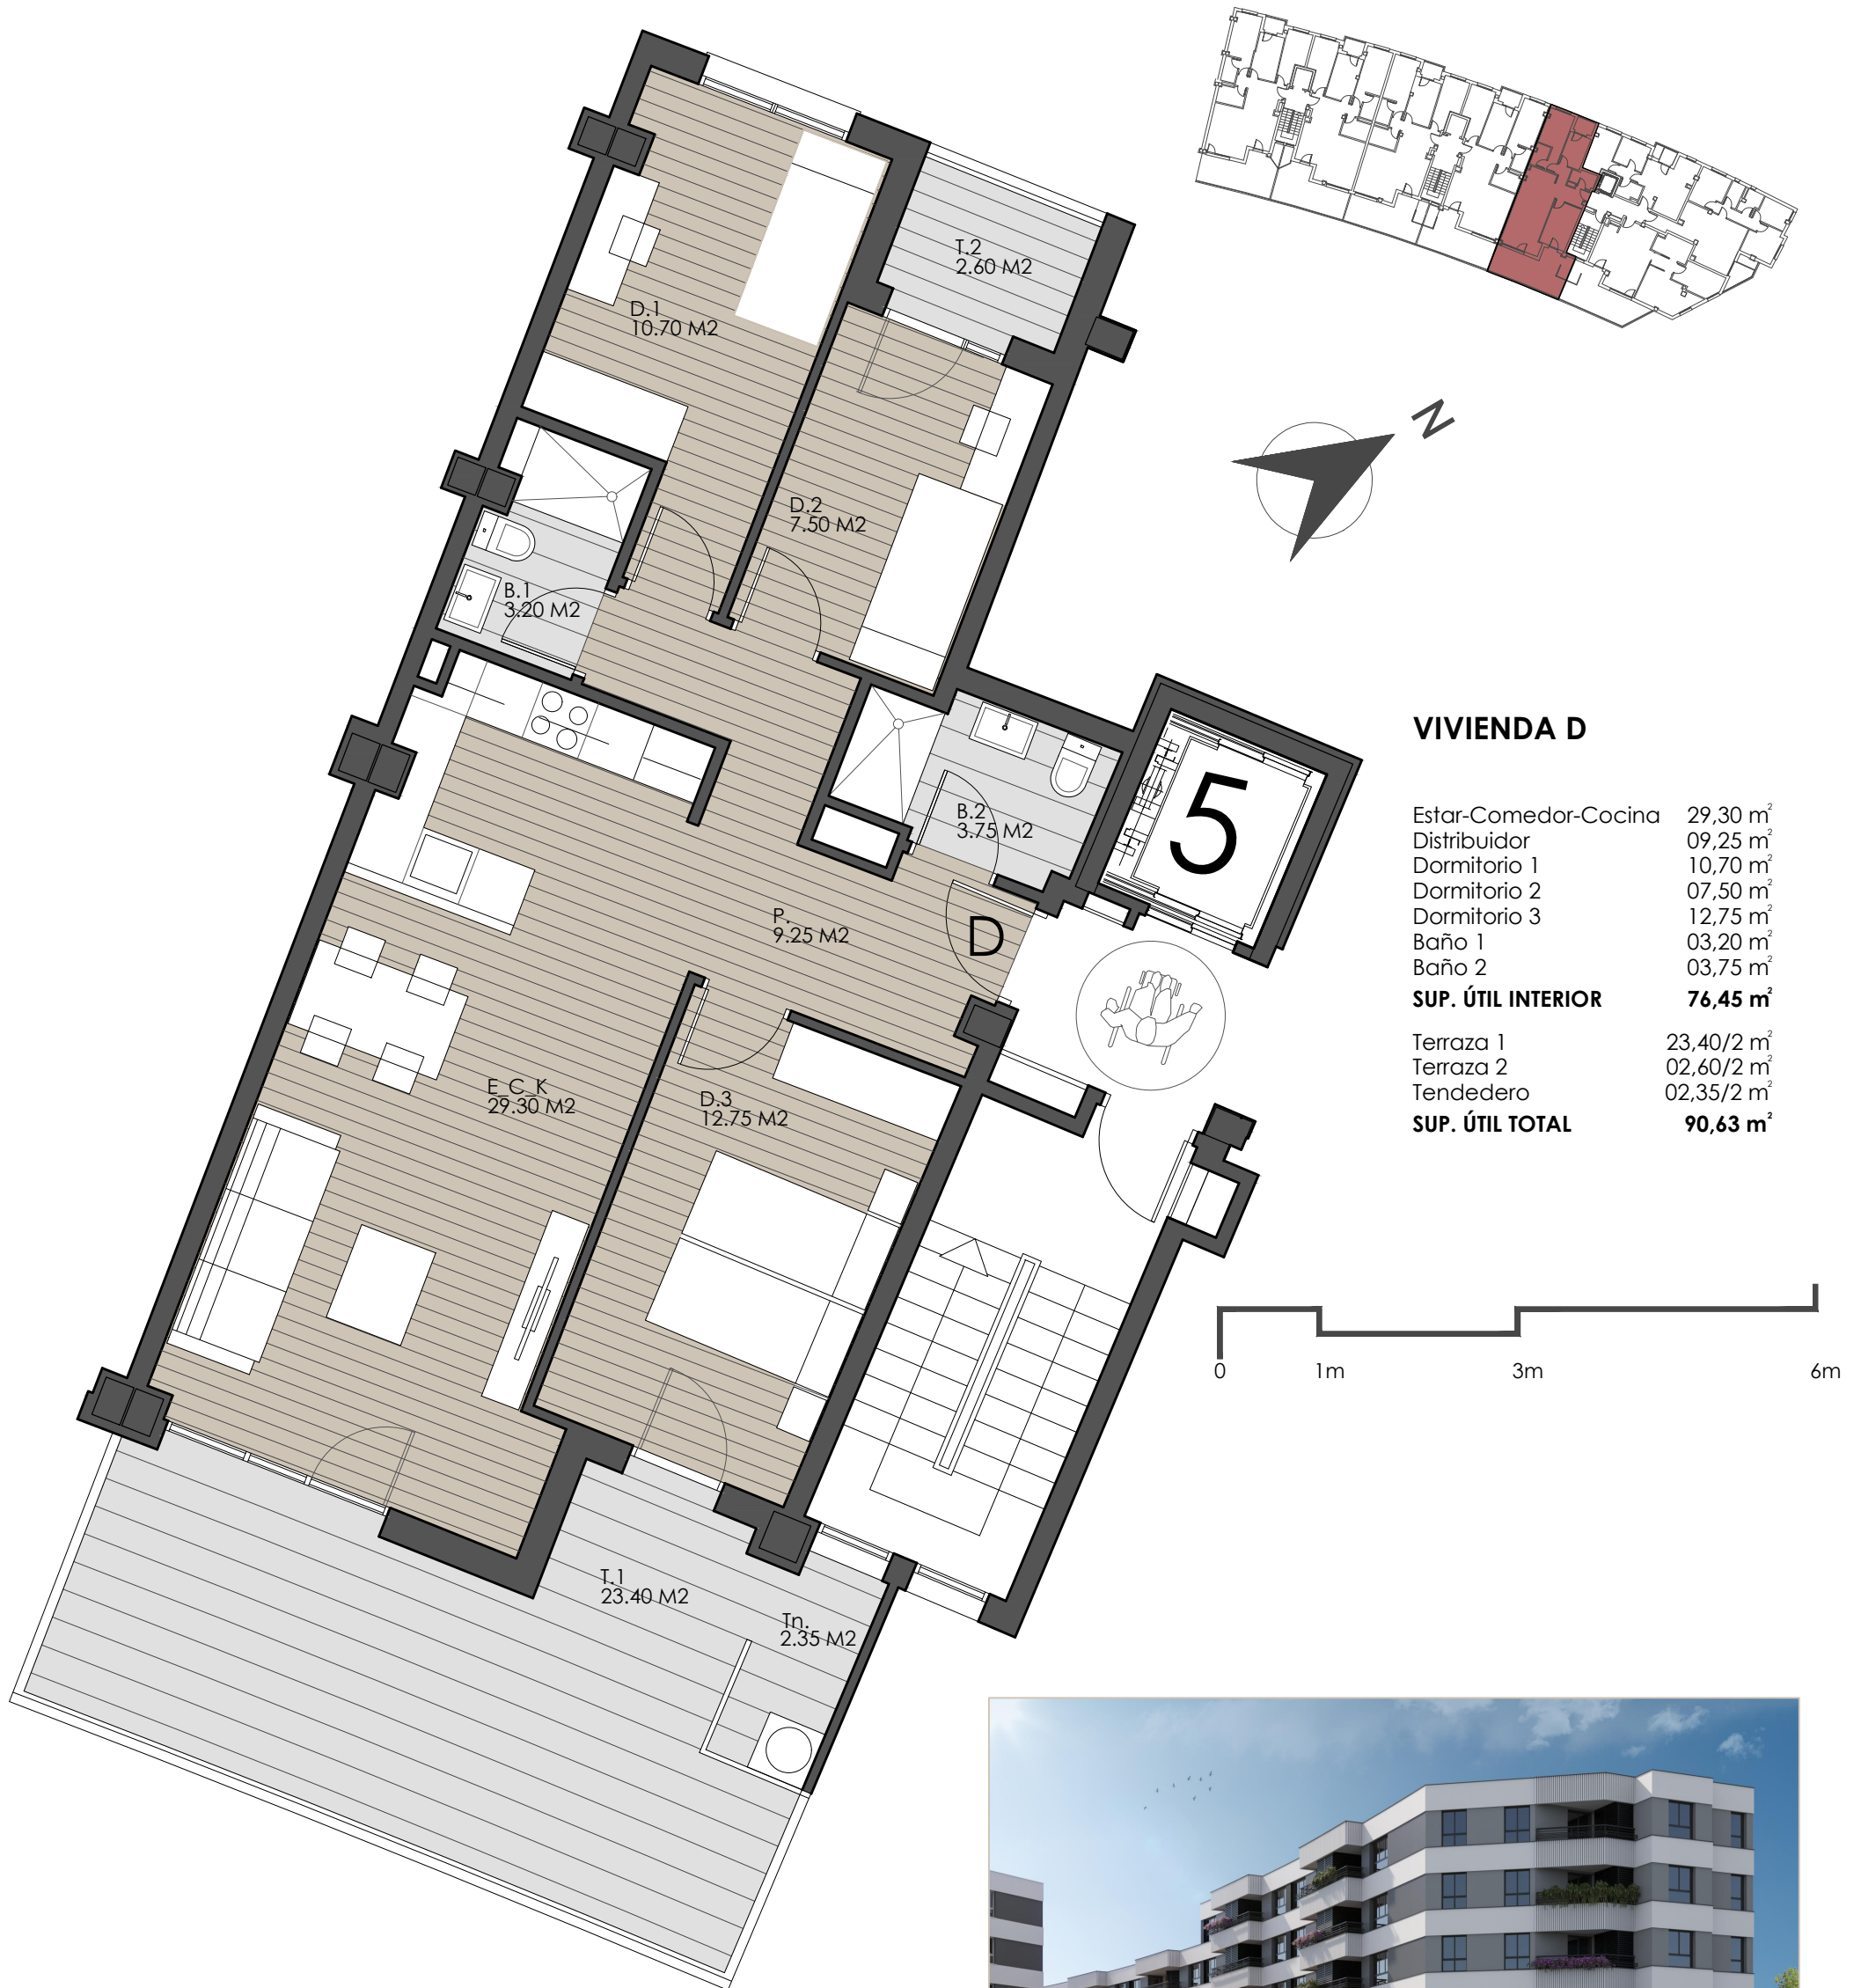 N
T.2
2.60 M2
D.1
10.70 M2
D.2
7.50 M2
B.1
3.20 M2
B.2
3.75 M2
5
P.
9.25 M2
D
E_C_K
29.30 M2
D.3
12.75 M2
T.1
23.40 M2
Tn.
2.35 M2
VIVIENDA D
Estar-Comedor-Cocina 29,30 m²
Distribuidor 09,25 m²
Dormitorio 1 10,70 m²
Dormitorio 2 07,50 m²
Dormitorio 3 12,75 m²
Baño 1 03,20 m²
Baño 2 03,75 m²
SUP. ÚTIL INTERIOR 76,45 m²
Terraza 1 23,40/2 m²
Terraza 2 02,60/2 m²
Tendedero 02,35/2 m²
SUP. ÚTIL TOTAL 90,63 m²
0 1m 3m 6m